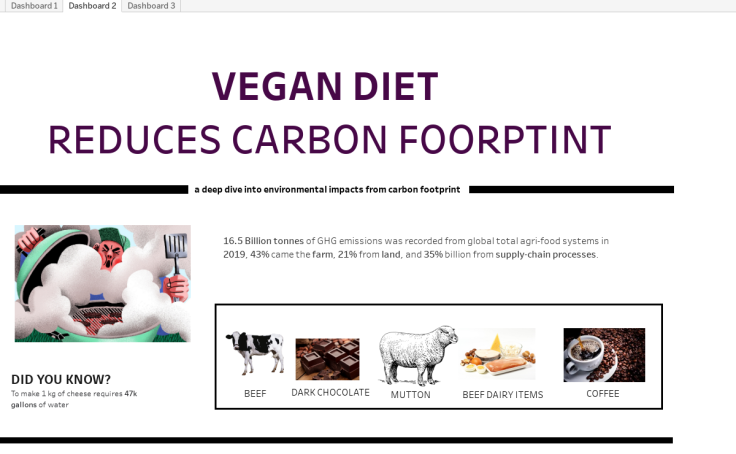 Dashboard 1 Dashboard 2 Dashboard 3
VEGAN DIET
REDUCES CARBON FOORPTINT
a deep dive into environmental impacts from carbon footprint
16.5 Billion tonnes of GHG emissions was recorded from global total agri-food systems in
2019, 43% came the farm, 21% from land, and 35% billion from supply-chain processes.
DID YOU KNOW?
To make 1 kg of cheese requires 47k
gallons of water
BEEF
DARK CHOCOLATE
MUTTON
BEEF DAIRY ITEMS
COFFEE